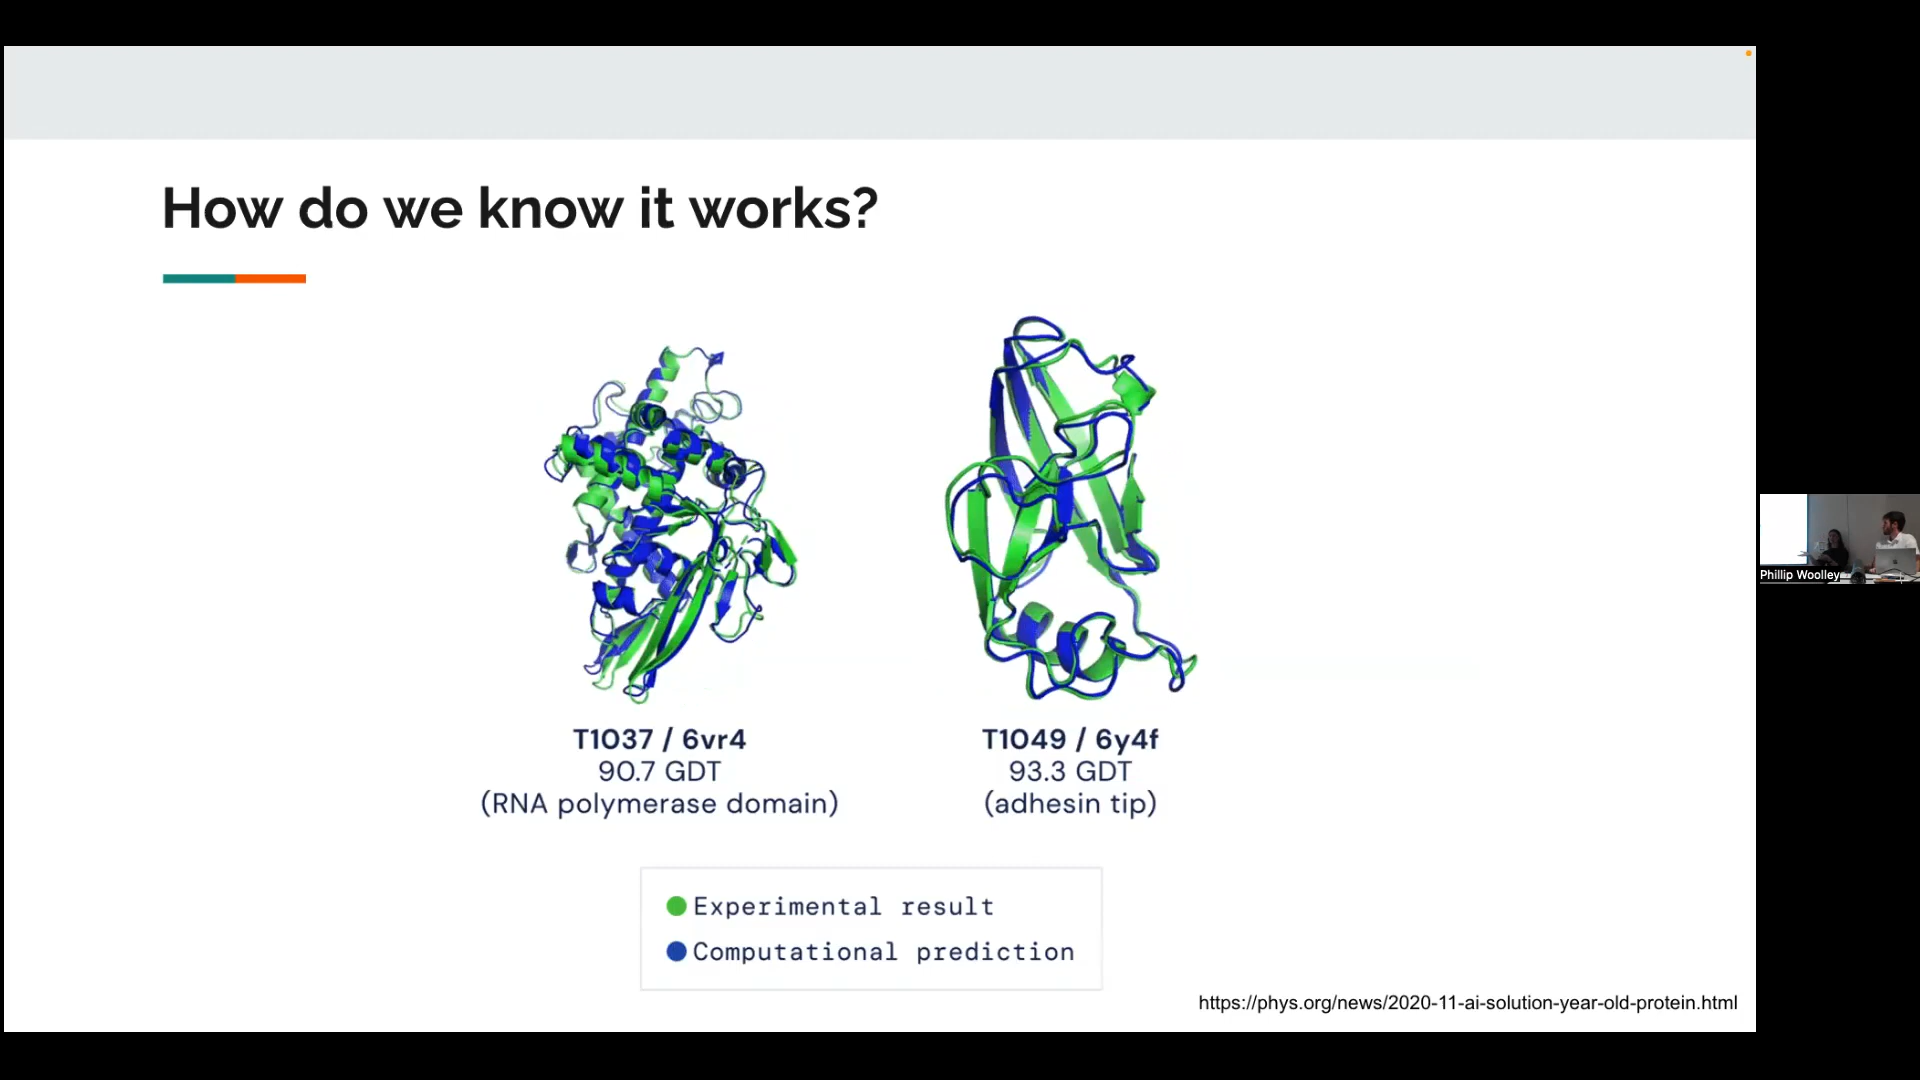 How do we know it works?
T1037 / 6vr4
90.7 GDT
(RNA polymerase domain)
T1049 / 6y4f
93.3 GDT
(adhesin tip)
Experimental result
Computational prediction
https://phys.org/news/2020-11-ai-solution-year-old-protein.html
Phillip Woolley